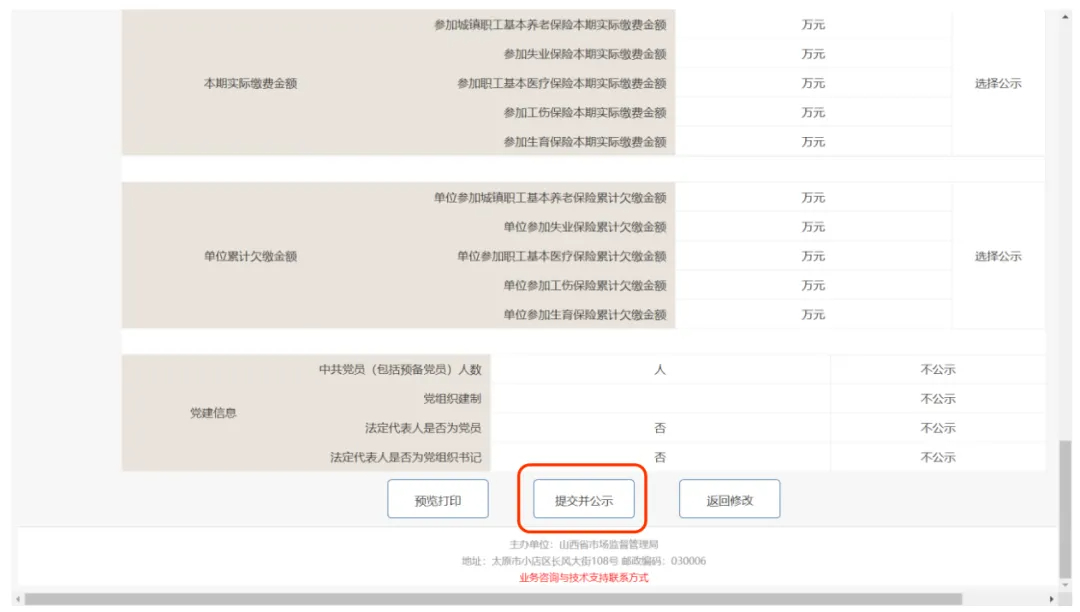 参加城镇职工基本养老保险本期实际缴费金额 万元
参加失业保险本期实际缴费金额 万元
本期实际缴费金额 参加职工基本医疗保险本期实际缴费金额 万元 选择公示
参加工伤保险本期实际缴费金额 万元
参加生育保险本期实际缴费金额 万元
单位参加城镇职工基本养老保险累计欠缴金额 万元
单位参加失业保险累计欠缴金额 万元
单位累计欠缴金额 单位参加职工基本医疗保险累计欠缴金额 万元 选择公示
单位参加工伤保险累计欠缴金额 万元
单位参加生育保险累计欠缴金额 万元
中共党员（包括预备党员）人数 人 不公示
党组织建制 不公示
党建信息
法定代表人是否为党员 否 不公示
法定代表人是否为党组织书记 否 不公示
预览打印 提交并公示 返回修改
主办单位：山西省市场监督管理局
地址：太原市小店区长风大街108号 邮政编码：030006
业务咨询与技术支持联系方式